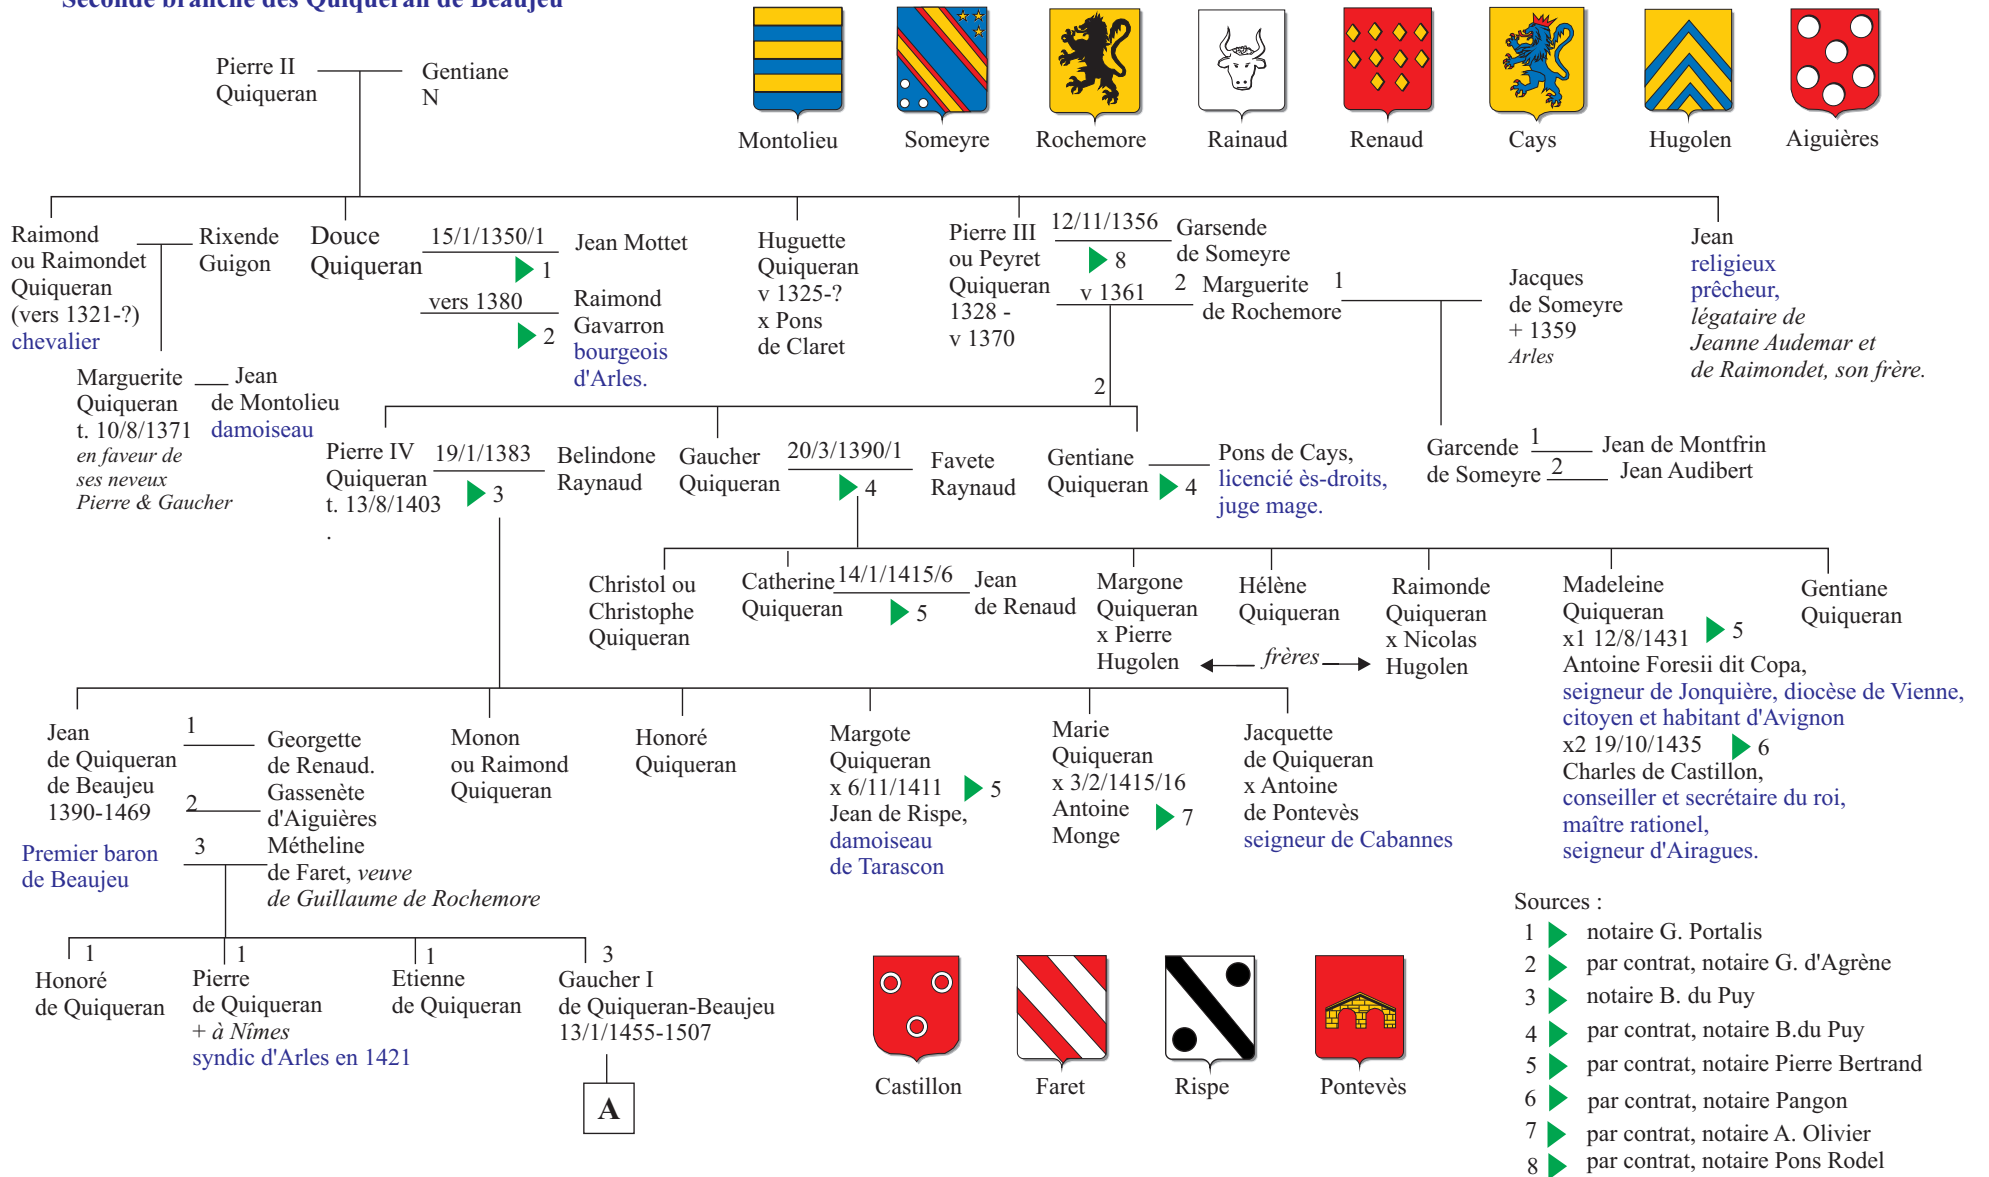 Seconde branche des Quiqueran de Beaujeu
Pierre II
Quiqueran
Gentiane
N
Montolieu
Someyre
Rochemore
Rainaud
Renaud
Cays
Hugolen
Aiguières
Raimond
ou Raimondet
Quiqueran
(vers 1321-?)
chevalier
Rixende
Guigon
Douce
Quiqueran
15/1/1350/1
1
Jean Mottet
vers 1380
2
Raimond
Gavarron
bourgeois
d'Arles.
Huguette
Quiqueran
v 1325-?
x Pons
de Claret
Pierre III
ou Peyret
Quiqueran
1328 -
v 1370
12/11/1356
8
Garsende
de Someyre
v 1361
2
Marguerite
de Rochemore
1
Jacques
de Someyre
+ 1359
Arles
Jean
religieux
prêcheur,
légataire de
Jeanne Audemar et
de Raimondet, son frère.
Marguerite
Quiqueran
t. 10/8/1371
en faveur de
ses neveux
Pierre & Gaucher
Jean
de Montolieu
damoiseau
2
Pierre IV
Quiqueran
t. 13/8/1403
.
19/1/1383
3
Belindone
Raynaud
Gaucher
Quiqueran
20/3/1390/1
4
Favete
Raynaud
Gentiane
Quiqueran
4
Pons de Cays,
licencié ès-droits,
juge mage.
Garcende
de Someyre
1
Jean de Montfrin
2
Jean Audibert
Christol ou
Christophe
Quiqueran
Catherine
Quiqueran
14/1/1415/6
5
Jean
de Renaud
Margone
Quiqueran
x Pierre
Hugolen
frères
Hélène
Quiqueran
Raimonde
Quiqueran
x Nicolas
Hugolen
Madeleine
Quiqueran
x1 12/8/1431
5
Antoine Foresii dit Copa,
seigneur de Jonquière, diocèse de Vienne,
citoyen et habitant d'Avignon
x2 19/10/1435
6
Charles de Castillon,
conseiller et secrétaire du roi,
maître rationel,
seigneur d'Airagues.
Gentiane
Quiqueran
Jean
de Quiqueran
de Beaujeu
1390-1469
Premier baron
de Beaujeu
1
Georgette
de Renaud.
2
Gassenète
d'Aiguières
3
Métheline
de Faret, veuve
de Guillaume de Rochemore
Monon
ou Raimond
Quiqueran
Honoré
Quiqueran
Margote
Quiqueran
x 6/11/1411
5
Jean de Rispe,
damoiseau
de Tarascon
Marie
Quiqueran
x 3/2/1415/16
Antoine
Monge
7
Jacquette
de Quiqueran
x Antoine
de Pontevès
seigneur de Cabannes
1
Honoré
de Quiqueran
1
Pierre
de Quiqueran
+ à Nîmes
syndic d'Arles en 1421
1
Etienne
de Quiqueran
3
Gaucher I
de Quiqueran-Beaujeu
13/1/1455-1507
A
Castillon
Faret
Rispe
Pontevès
Sources :
1 notaire G. Portalis
2 par contrat, notaire G. d'Agrène
3 notaire B. du Puy
4 par contrat, notaire B.du Puy
5 par contrat, notaire Pierre Bertrand
6 par contrat, notaire Pangon
7 par contrat, notaire A. Olivier
8 par contrat, notaire Pons Rodel